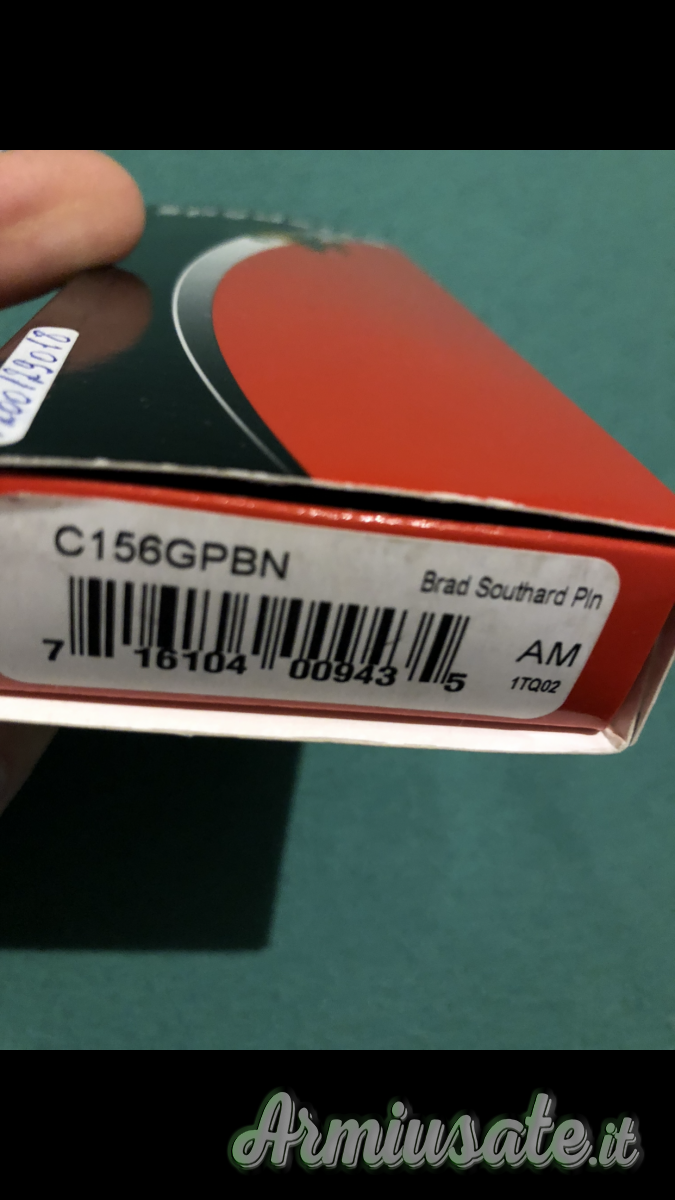 C156GPBN
Brad Southard Pln
7 16104 00943 5
AM
1TQ02
Armiusate.it